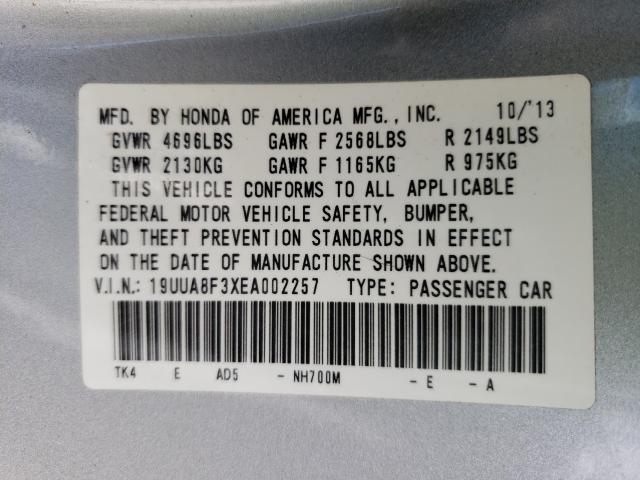 MFD. BY HONDA OF AMERICA MFG., INC. 10/'13
GVWR 4696LBS GAWR F 2568LBS R 2149LBS
GVWR 2130KG GAWR F 1165KG R 975KG
THIS VEHICLE CONFORMS TO ALL APPLICABLE
FEDERAL MOTOR VEHICLE SAFETY, BUMPER,
AND THEFT PREVENTION STANDARDS IN EFFECT
ON THE DATE OF MANUFACTURE SHOWN ABOVE.
V.I.N.: 19UUA8F3XEA002257 TYPE: PASSENGER CAR
TK4 E AD5 - NH700M - E - A